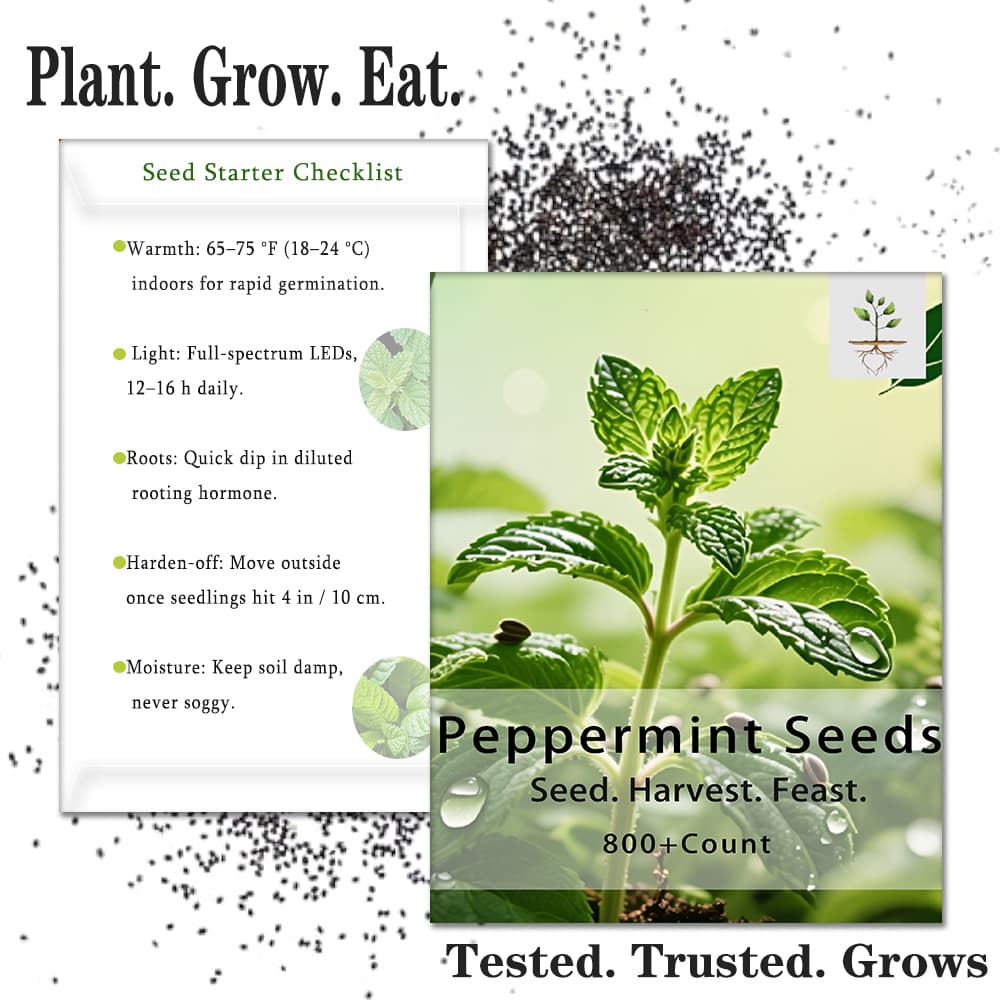 Plant. Grow. Eat.
Seed Starter Checklist
Warmth: 65–75 °F (18–24 °C)
indoors for rapid germination.
Light: Full-spectrum LEDs,
12–16 h daily.
Roots: Quick dip in diluted
rooting hormone.
Harden-off: Move outside
once seedlings hit 4 in / 10 cm.
Moisture: Keep soil damp,
never soggy.
Peppermint Seeds
Seed. Harvest. Feast.
800+Count
Tested. Trusted. Grows